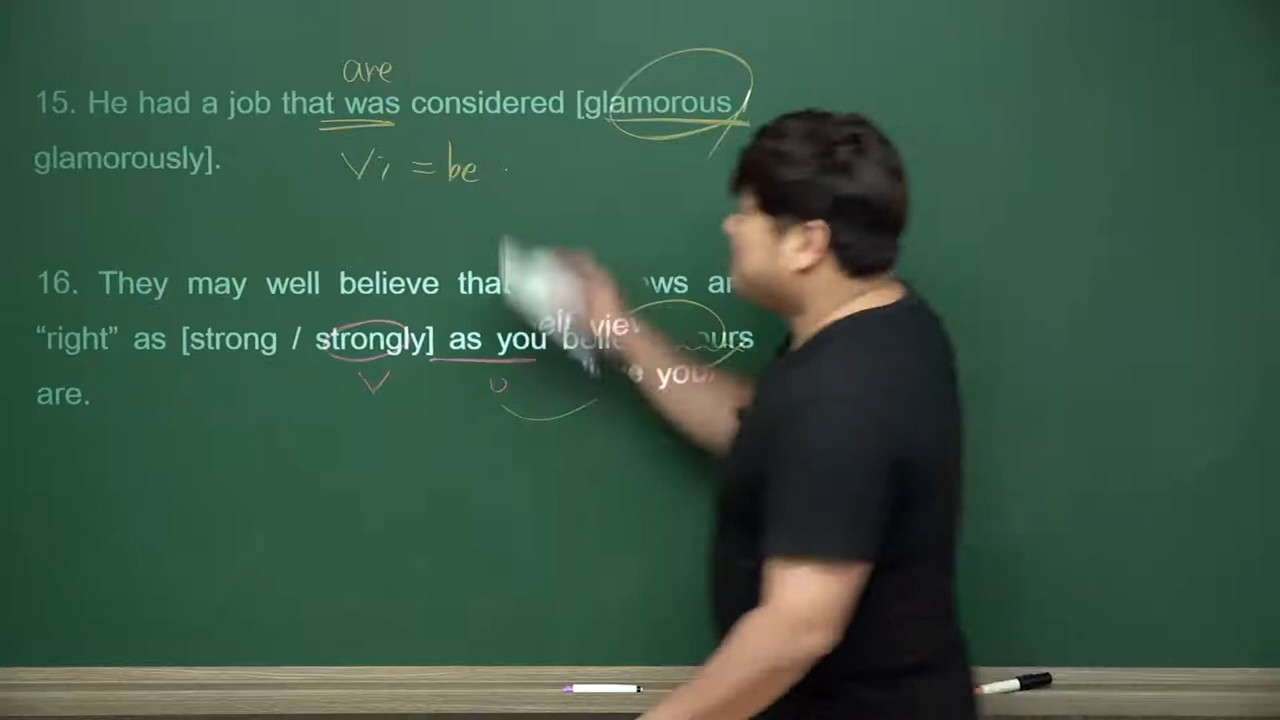 are
15. He had a job that was considered [glamorous /
glamorously].
Vi = be
16. They may well believe
"right" as [strong / strongly] as you
V
are.